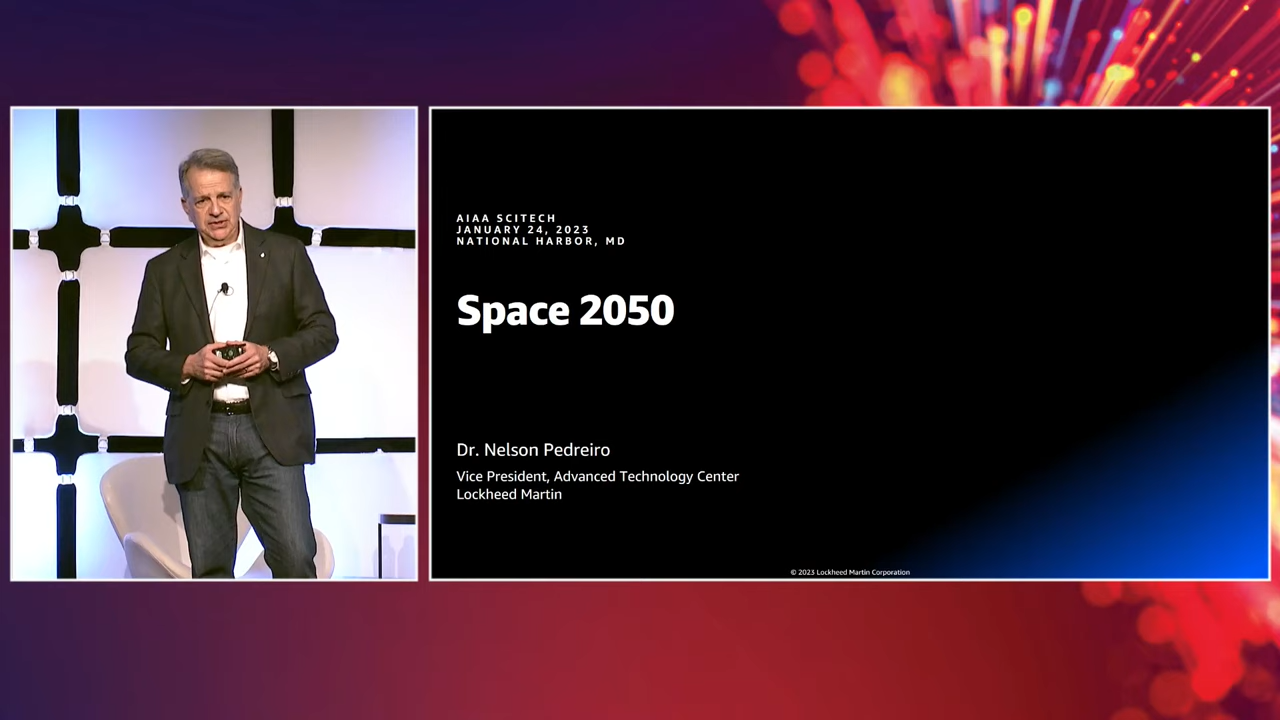 AIAA SCITECH
JANUARY 24, 2023
NATIONAL HARBOR, MD
Space 2050
Dr. Nelson Pedreiro
Vice President, Advanced Technology Center
Lockheed Martin
© 2023 Lockheed Martin Corporation